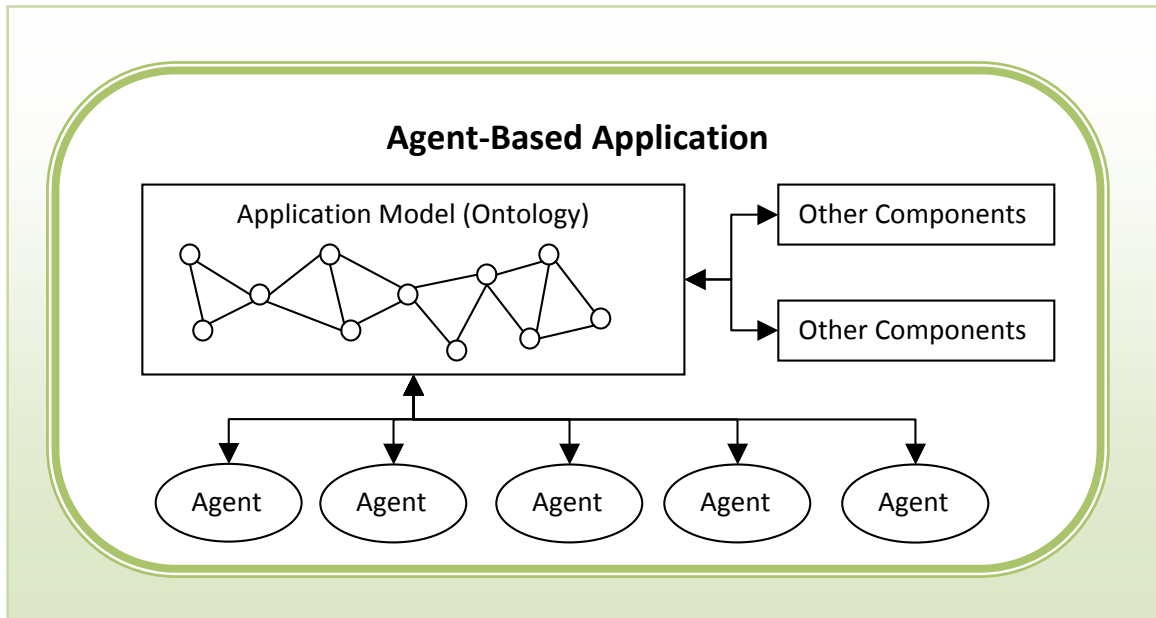 Agent-Based Application
Application Model (Ontology)
Other Components
Other Components
Agent
Agent
Agent
Agent
Agent